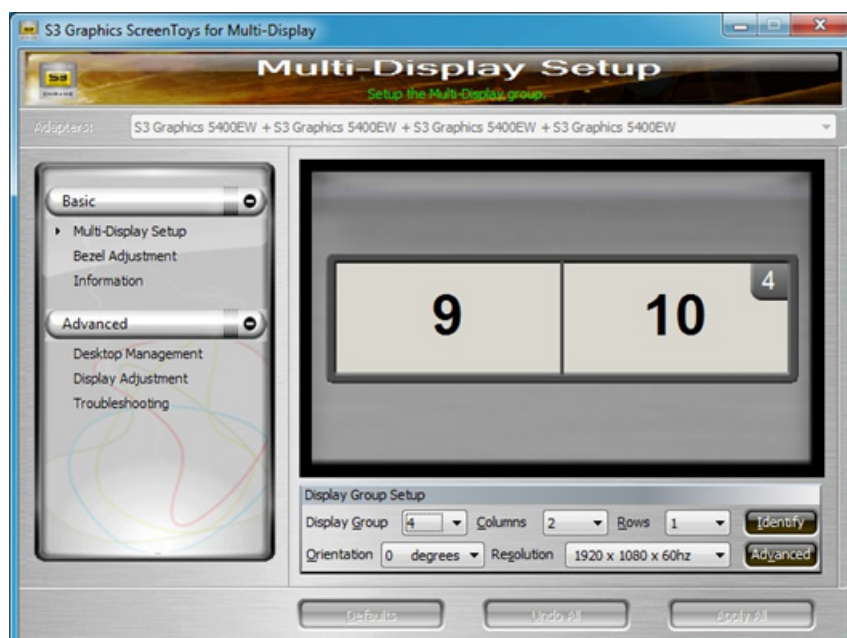 S3 Graphics ScreenToys for Multi-Display
Multi-Display Setup
Setup the Multi-Display group.
S3
Adapters: S3 Graphics 5400EW + S3 Graphics 5400EW + S3 Graphics 5400EW + S3 Graphics 5400EW
Basic
Multi-Display Setup
Bezel Adjustment
Information
Advanced
Desktop Management
Display Adjustment
Troubleshooting
9 10 4
Display Group Setup
Display Group 4 Columns 2 Rows 1 Identify
Orientation 0 degrees Resolution 1920 x 1080 x 60hz Advanced
Defaults Undo All Apply All